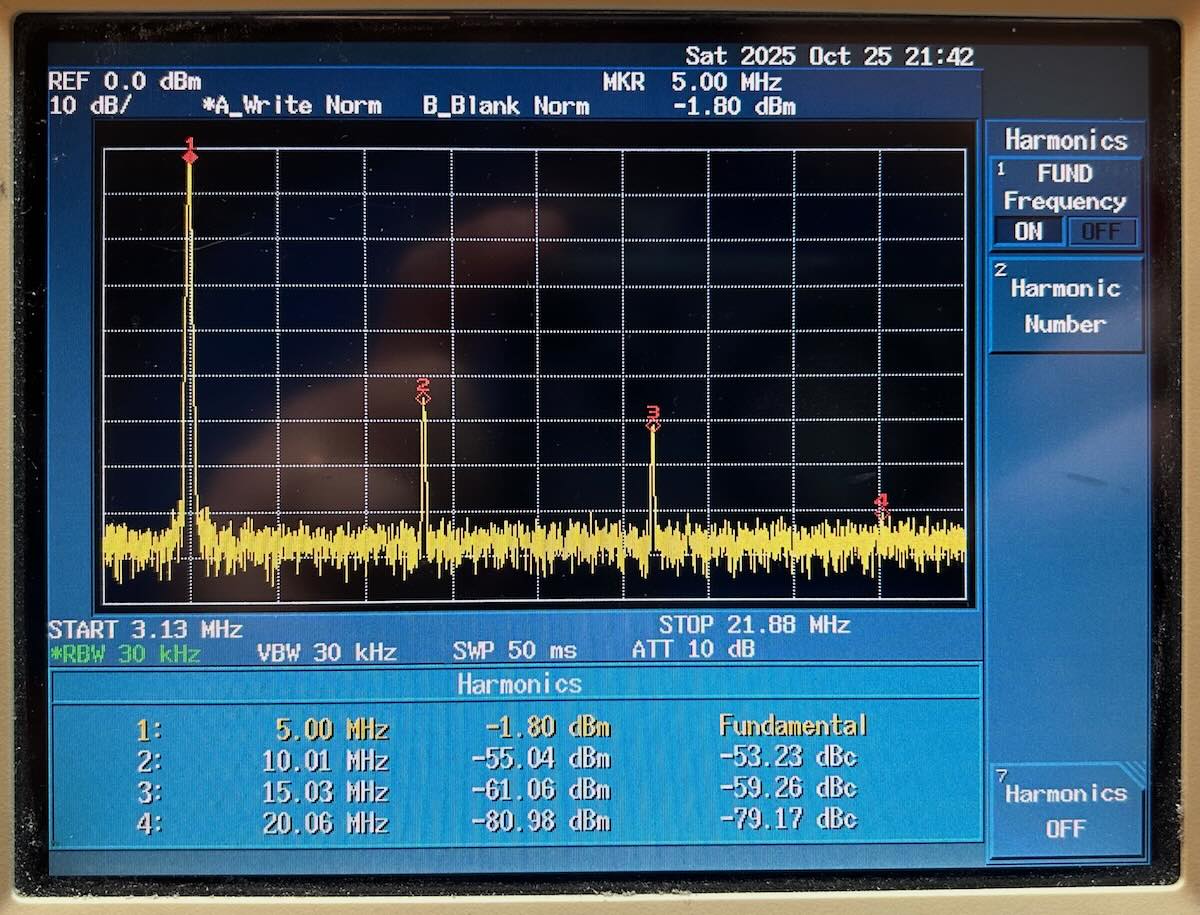 Sat 2025 Oct 25 21:42
REF 0.0 dBm MKR 5.00 MHz
10 dB/ *A_Write Norm B_Blank Norm -1.80 dBm
Harmonics
1 FUND
Frequency
ON OFF
2 Harmonic
Number
1
2
3
4
START 3.13 MHz STOP 21.88 MHz
*RBW 30 kHz VBW 30 kHz SWP 50 ms ATT 10 dB
Harmonics
1: 5.00 MHz -1.80 dBm Fundamental
2: 10.01 MHz -55.04 dBm -53.23 dBc
3: 15.03 MHz -61.06 dBm -59.26 dBc
4: 20.06 MHz -80.98 dBm -79.17 dBc
7 Harmonics
OFF